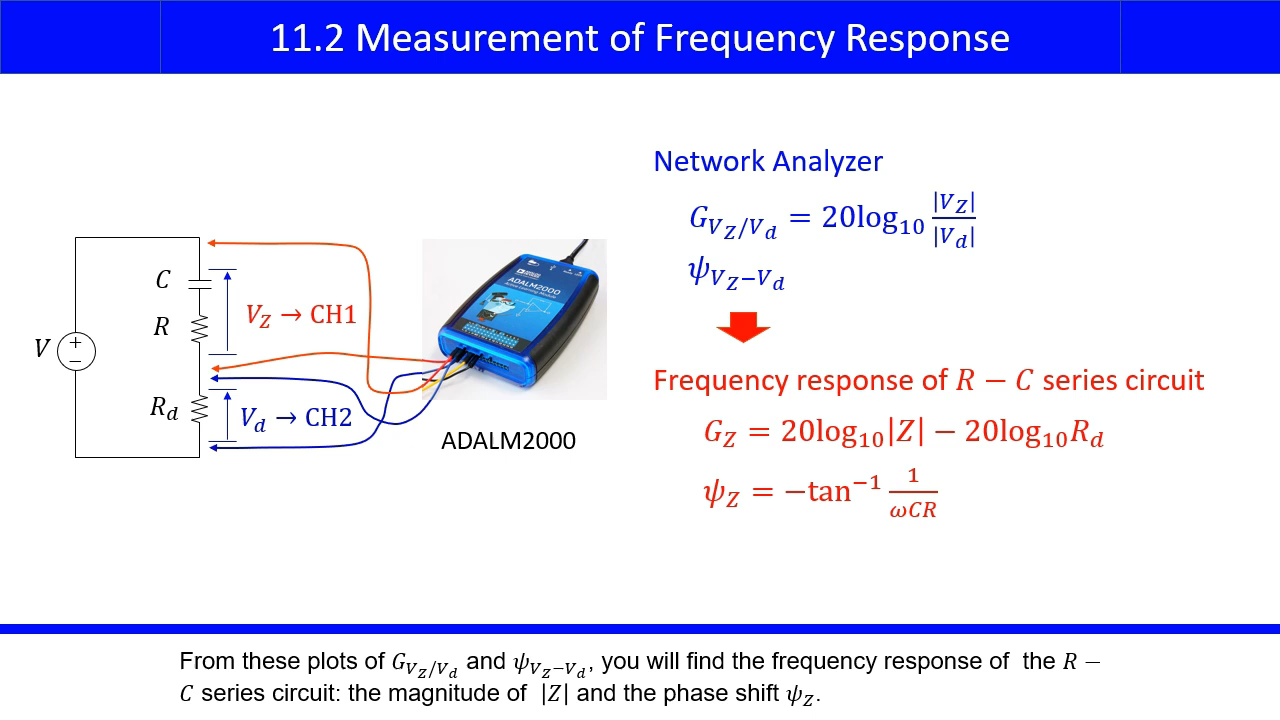 11.2 Measurement of Frequency Response
Network Analyzer
G_{V_Z/V_d} = 20log₁₀ |V_Z|/|V_d|
ψ_{V_Z−V_d}
C
R
V_Z → CH1
V
+
−
R_d
V_d → CH2
ADALM2000
ADALM2000
Frequency response of R − C series circuit
G_Z = 20log₁₀|Z| − 20log₁₀R_d
ψ_Z = −tan⁻¹ 1/ωCR
From these plots of G_{V_Z/V_d} and ψ_{V_Z−V_d}, you will find the frequency response of the R −
C series circuit: the magnitude of |Z| and the phase shift ψ_Z.